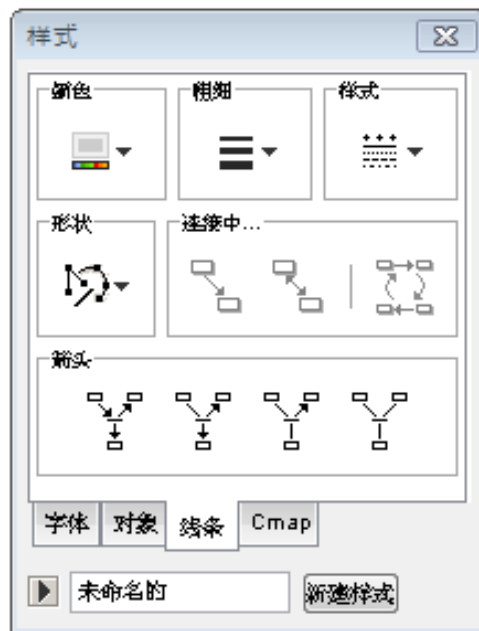 样式
颜色 粗细 样式
形状 连接中...
箭头
字体 对象 线条 Cmap
未命名的 新建样式